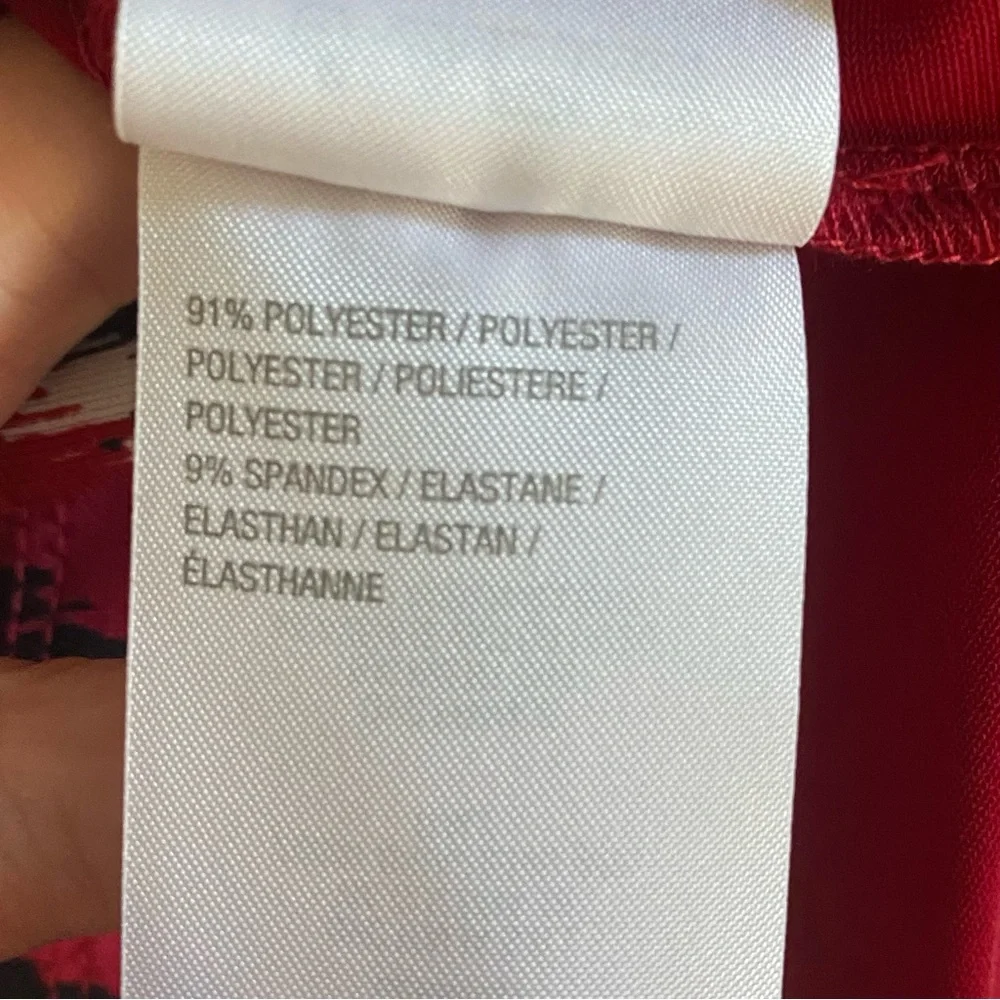 91% POLYESTER / POLYESTER /
POLYESTER / POLIESTERE /
POLYESTER
9% SPANDEX / ELASTANE /
ELASTHAN / ELASTAN /
ÉLASTHANNE